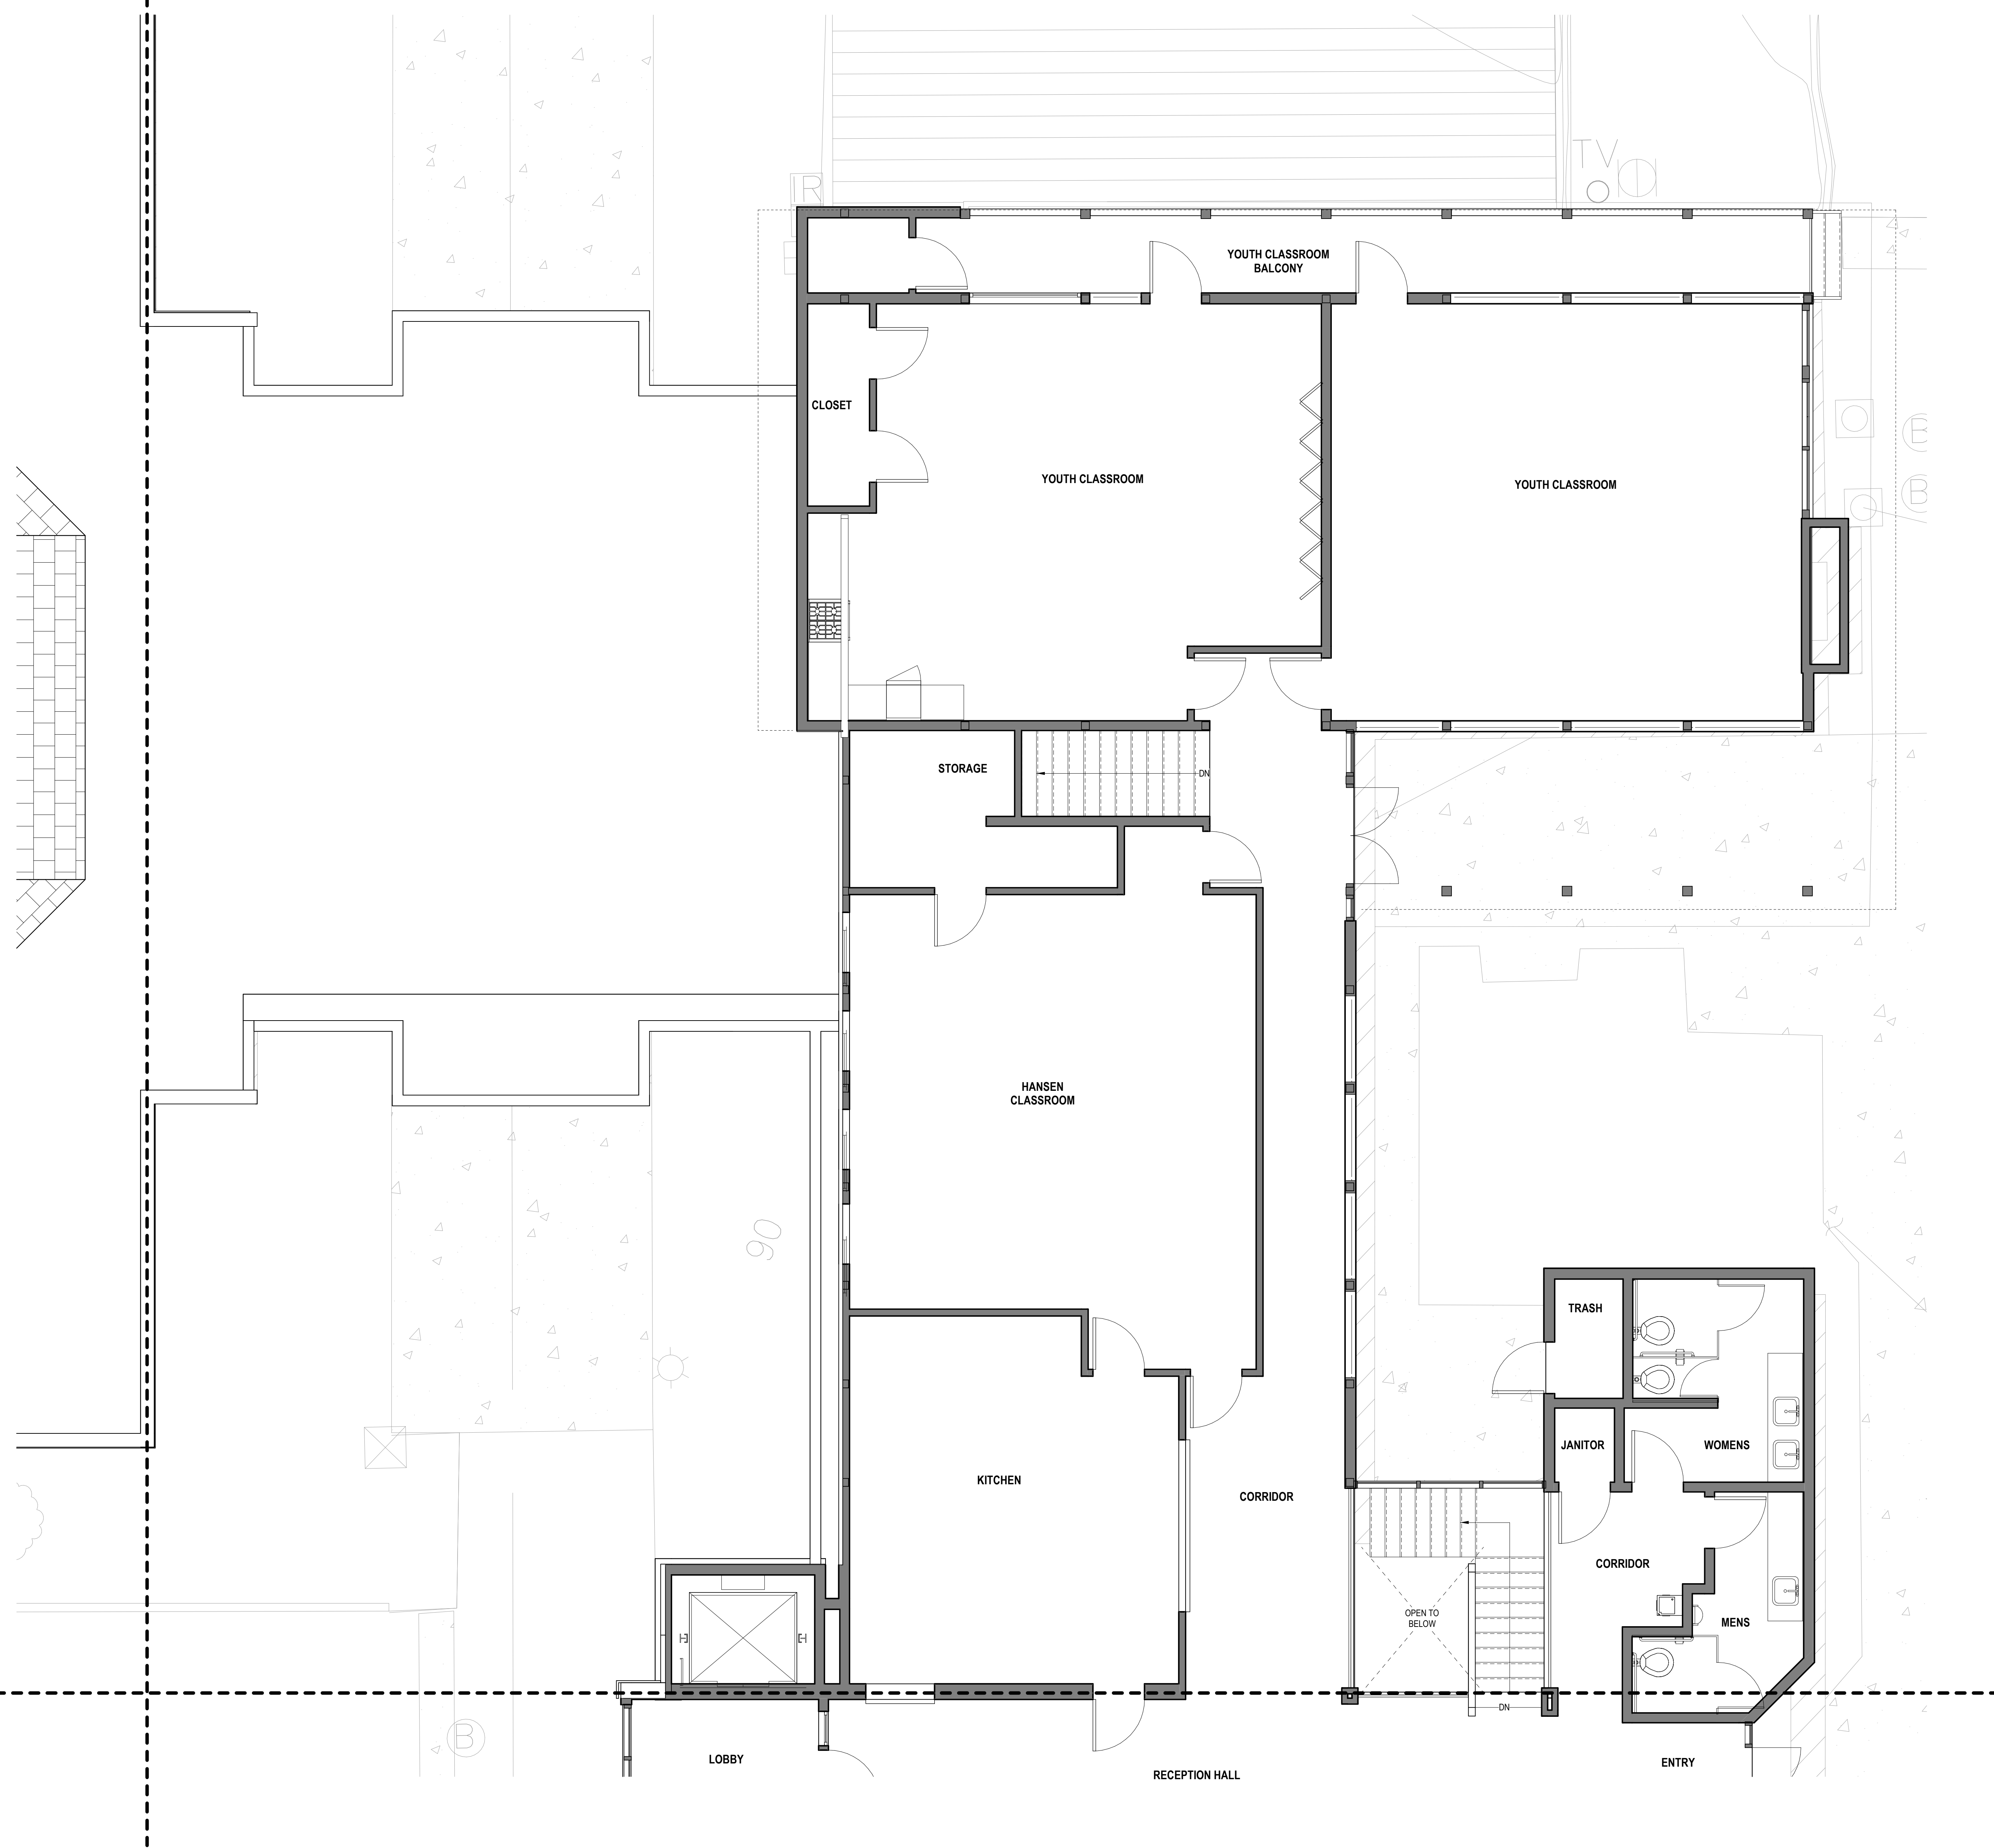 TV
IR
YOUTH CLASSROOM
BALCONY
CLOSET
B
YOUTH CLASSROOM
YOUTH CLASSROOM
B
STORAGE
DN
HANSEN
CLASSROOM
90
TRASH
JANITOR
WOMENS
KITCHEN
CORRIDOR
CORRIDOR
OPEN TO
BELOW
MENS
DN
B
LOBBY
ENTRY
RECEPTION HALL